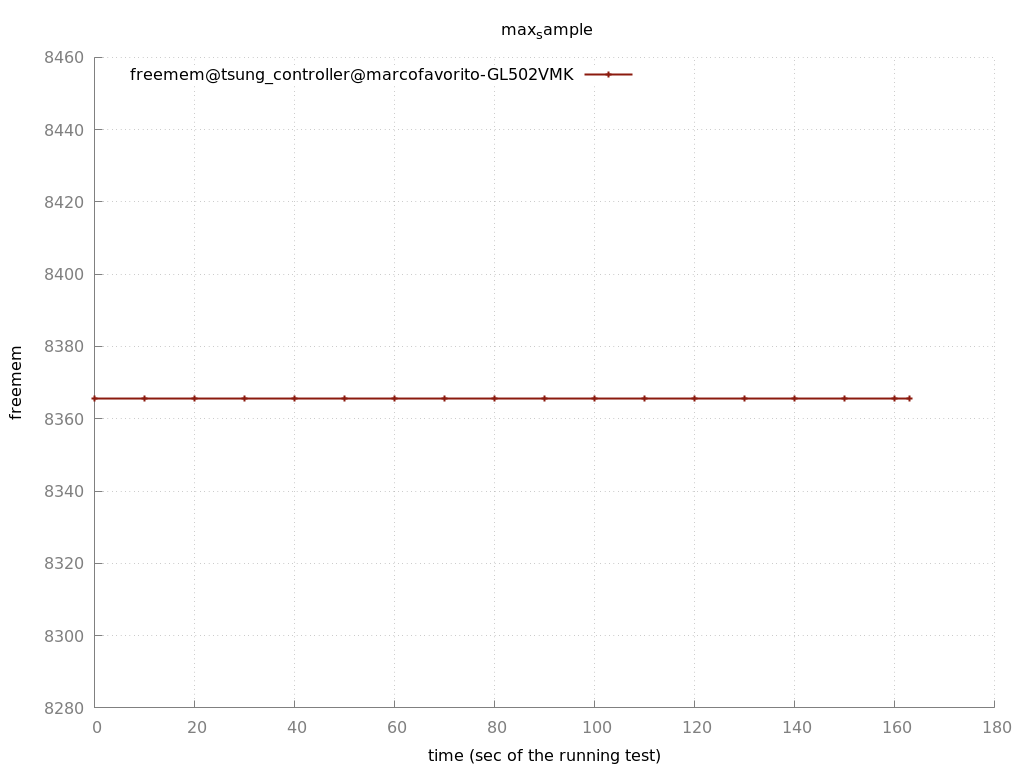 max_sample
8460
freemem@tsung_controller@marcofavorito-GL502VMK
8440
8420
8400
8380
8360
8340
8320
8300
8280
freemem
0 20 40 60 80 100 120 140 160 180
time (sec of the running test)